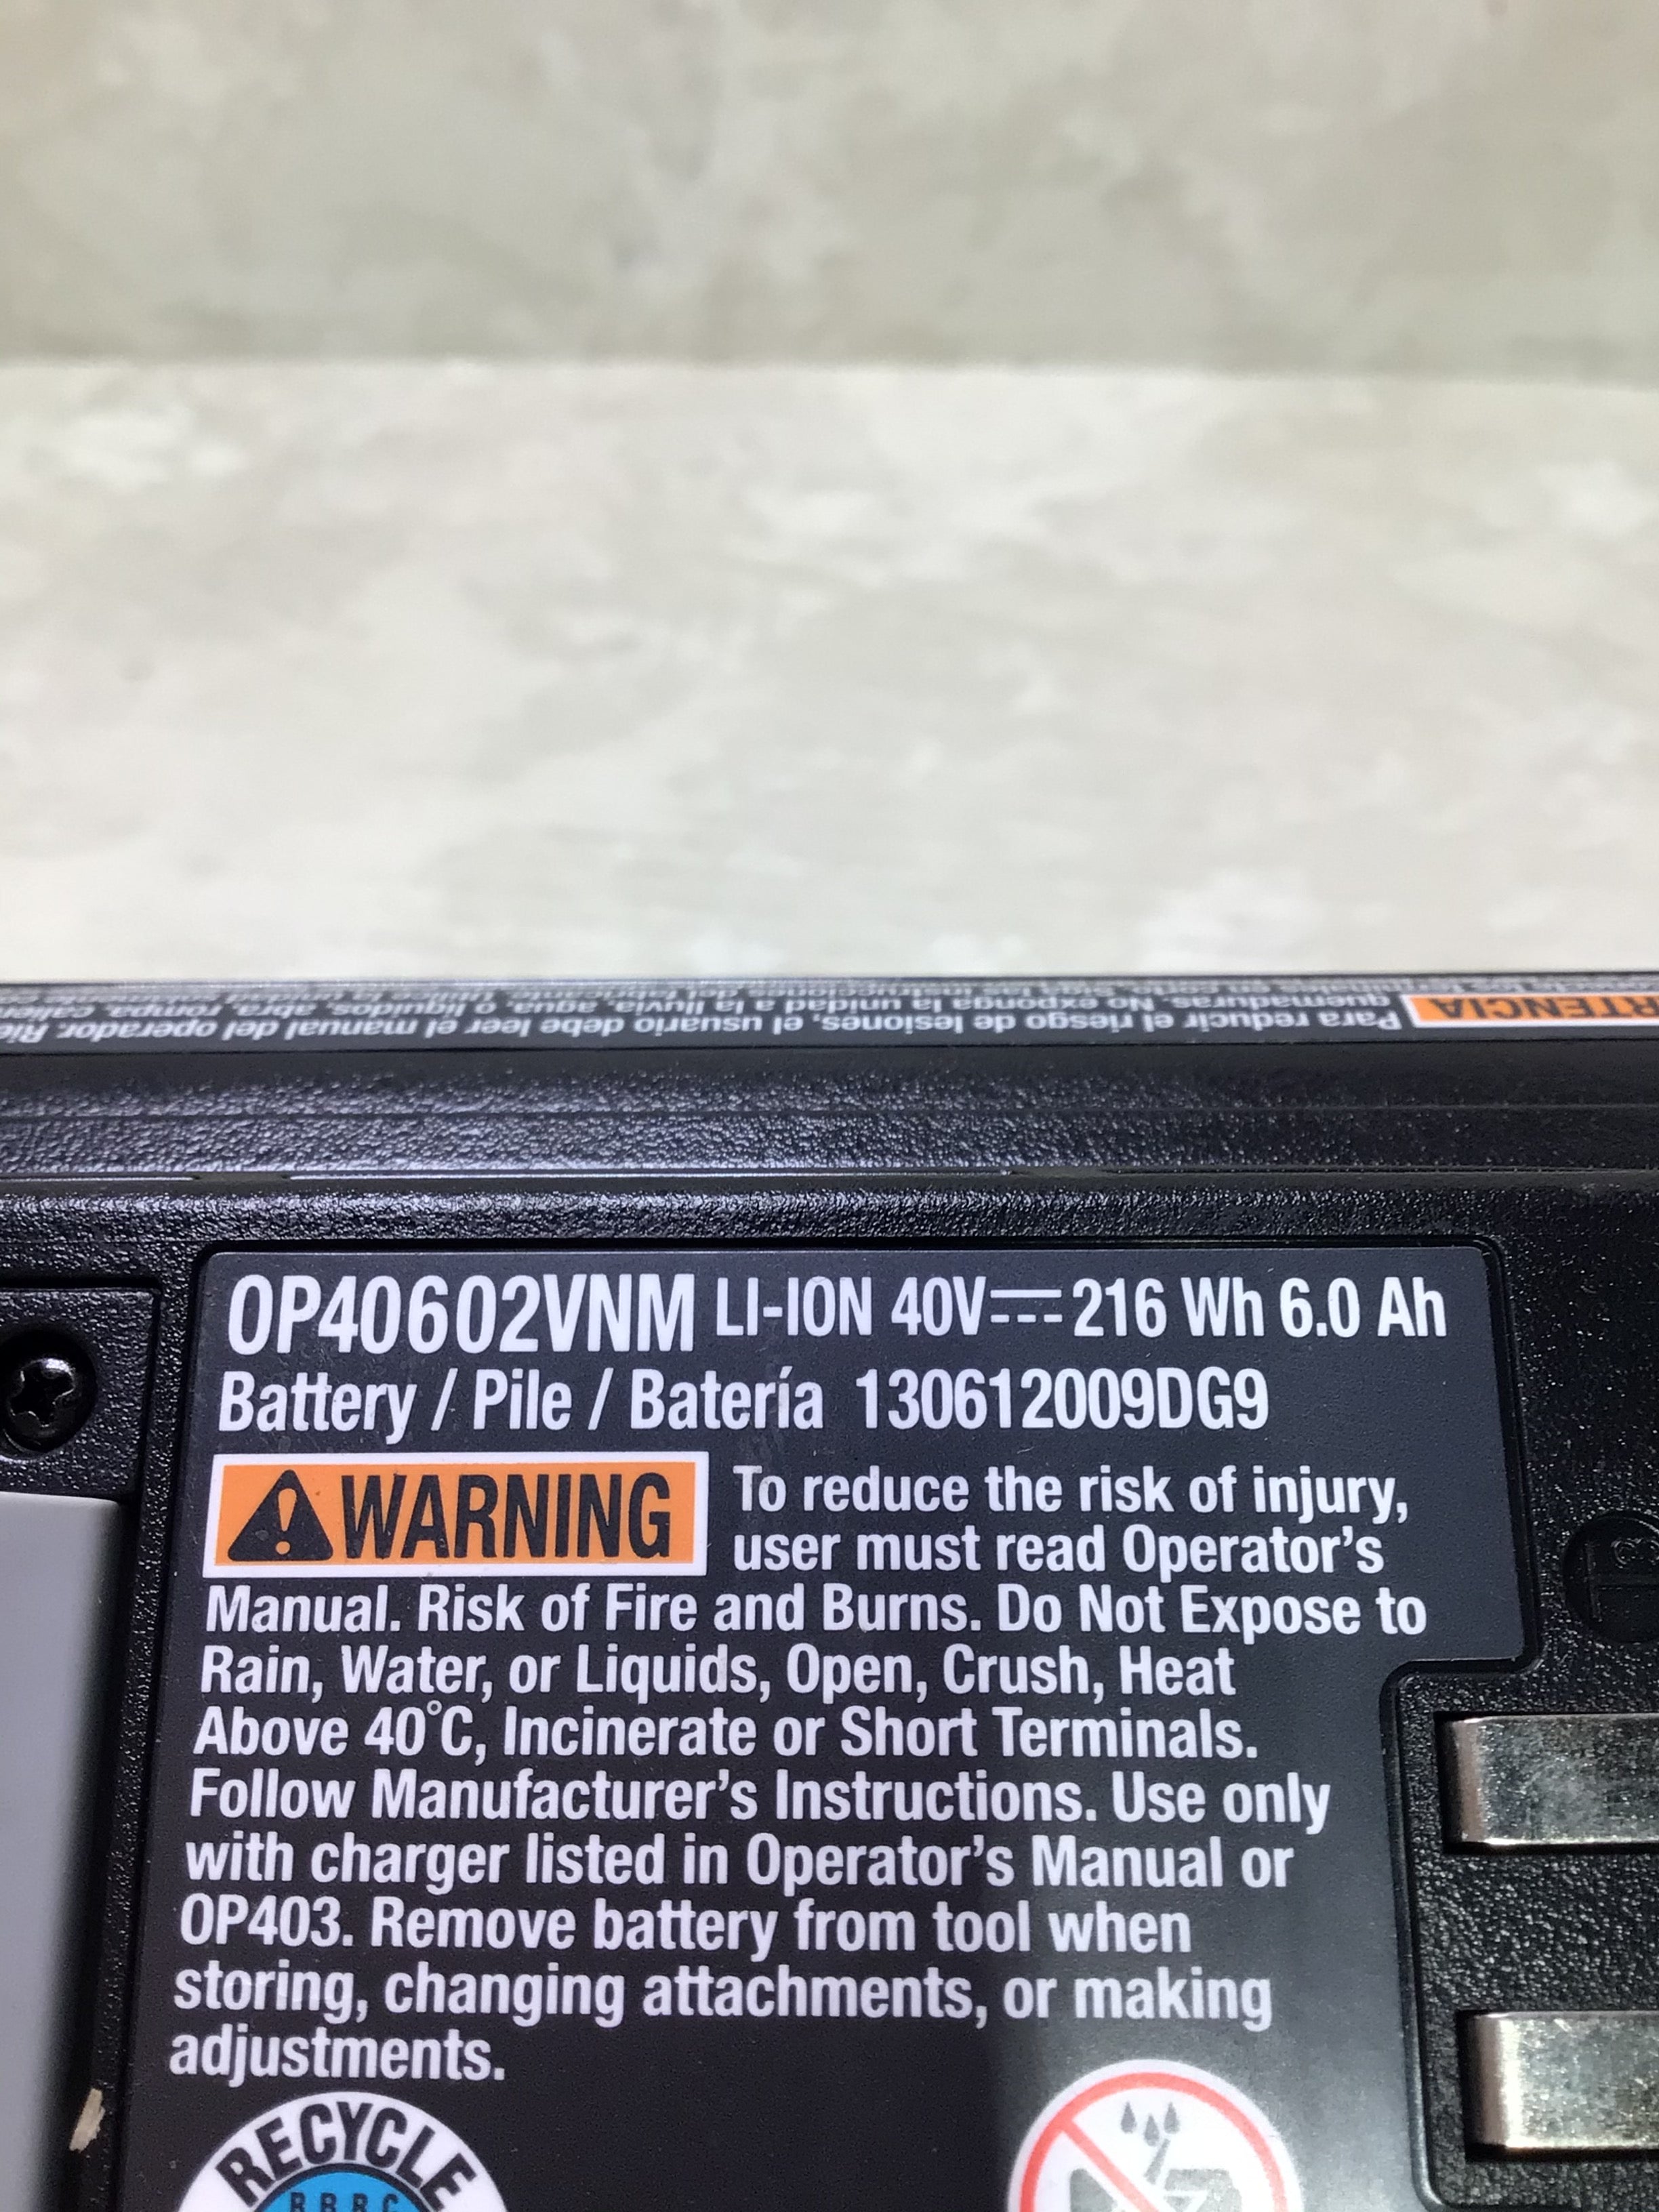 RTENCIA Para reducir el riesgo de lesiones, el usuario debe leer el manual del operador.
quemaduras. No exponga la unidad a la lluvia, agua, o líquidos, abra, rompa,
OP40602VNM LI-ION 40V 216 Wh 6.0 Ah
Battery / Pile / Batería 130612009DG9
WARNING To reduce the risk of injury,
user must read Operator's
Manual. Risk of Fire and Burns. Do Not Expose to
Rain, Water, or Liquids, Open, Crush, Heat
Above 40°C, Incinerate or Short Terminals.
Follow Manufacturer's Instructions. Use only
with charger listed in Operator's Manual or
OP403. Remove battery from tool when
storing, changing attachments, or making
adjustments.
RECYCLE
RBRC